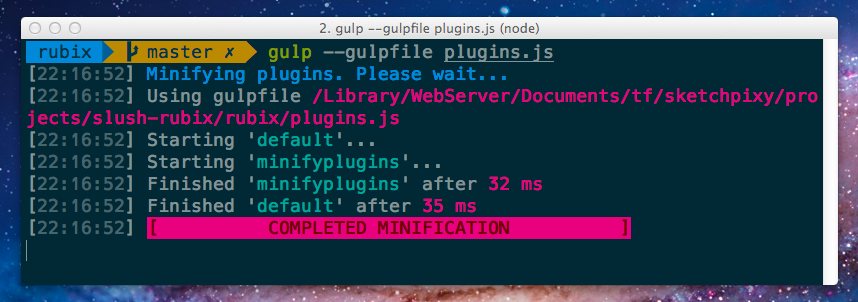 2. gulp --gulpfile plugins.js (node)
rubix master ✗ gulp --gulpfile plugins.js
[22:16:52] Minifying plugins. Please wait...
[22:16:52] Using gulpfile /Library/WebServer/Documents/tf/sketchpixy/pro
jects/slush-rubix/rubix/plugins.js
[22:16:52] Starting 'default'...
[22:16:52] Starting 'minifyplugins'...
[22:16:52] Finished 'minifyplugins' after 32 ms
[22:16:52] Finished 'default' after 35 ms
[22:16:52] [ COMPLETED MINIFICATION ]